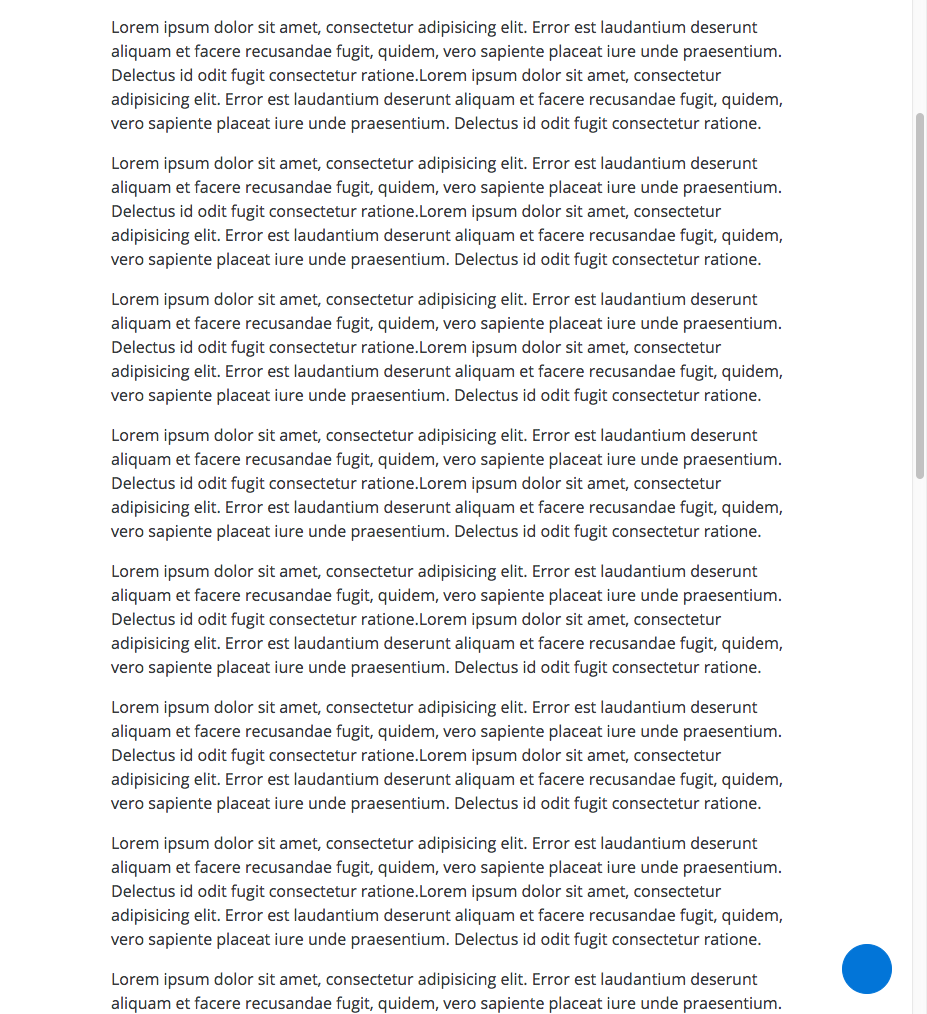 Lorem ipsum dolor sit amet, consectetur adipisicing elit. Error est laudantium deserunt
aliquam et facere recusandae fugit, quidem, vero sapiente placeat iure unde praesentium.
Delectus id odit fugit consectetur ratione.Lorem ipsum dolor sit amet, consectetur
adipisicing elit. Error est laudantium deserunt aliquam et facere recusandae fugit, quidem,
vero sapiente placeat iure unde praesentium. Delectus id odit fugit consectetur ratione.
Lorem ipsum dolor sit amet, consectetur adipisicing elit. Error est laudantium deserunt
aliquam et facere recusandae fugit, quidem, vero sapiente placeat iure unde praesentium.
Delectus id odit fugit consectetur ratione.Lorem ipsum dolor sit amet, consectetur
adipisicing elit. Error est laudantium deserunt aliquam et facere recusandae fugit, quidem,
vero sapiente placeat iure unde praesentium. Delectus id odit fugit consectetur ratione.
Lorem ipsum dolor sit amet, consectetur adipisicing elit. Error est laudantium deserunt
aliquam et facere recusandae fugit, quidem, vero sapiente placeat iure unde praesentium.
Delectus id odit fugit consectetur ratione.Lorem ipsum dolor sit amet, consectetur
adipisicing elit. Error est laudantium deserunt aliquam et facere recusandae fugit, quidem,
vero sapiente placeat iure unde praesentium. Delectus id odit fugit consectetur ratione.
Lorem ipsum dolor sit amet, consectetur adipisicing elit. Error est laudantium deserunt
aliquam et facere recusandae fugit, quidem, vero sapiente placeat iure unde praesentium.
Delectus id odit fugit consectetur ratione.Lorem ipsum dolor sit amet, consectetur
adipisicing elit. Error est laudantium deserunt aliquam et facere recusandae fugit, quidem,
vero sapiente placeat iure unde praesentium. Delectus id odit fugit consectetur ratione.
Lorem ipsum dolor sit amet, consectetur adipisicing elit. Error est laudantium deserunt
aliquam et facere recusandae fugit, quidem, vero sapiente placeat iure unde praesentium.
Delectus id odit fugit consectetur ratione.Lorem ipsum dolor sit amet, consectetur
adipisicing elit. Error est laudantium deserunt aliquam et facere recusandae fugit, quidem,
vero sapiente placeat iure unde praesentium. Delectus id odit fugit consectetur ratione.
Lorem ipsum dolor sit amet, consectetur adipisicing elit. Error est laudantium deserunt
aliquam et facere recusandae fugit, quidem, vero sapiente placeat iure unde praesentium.
Delectus id odit fugit consectetur ratione.Lorem ipsum dolor sit amet, consectetur
adipisicing elit. Error est laudantium deserunt aliquam et facere recusandae fugit, quidem,
vero sapiente placeat iure unde praesentium. Delectus id odit fugit consectetur ratione.
Lorem ipsum dolor sit amet, consectetur adipisicing elit. Error est laudantium deserunt
aliquam et facere recusandae fugit, quidem, vero sapiente placeat iure unde praesentium.
Delectus id odit fugit consectetur ratione.Lorem ipsum dolor sit amet, consectetur
adipisicing elit. Error est laudantium deserunt aliquam et facere recusandae fugit, quidem,
vero sapiente placeat iure unde praesentium. Delectus id odit fugit consectetur ratione.
Lorem ipsum dolor sit amet, consectetur adipisicing elit. Error est laudantium deserunt
aliquam et facere recusandae fugit, quidem, vero sapiente placeat iure unde praesentium.